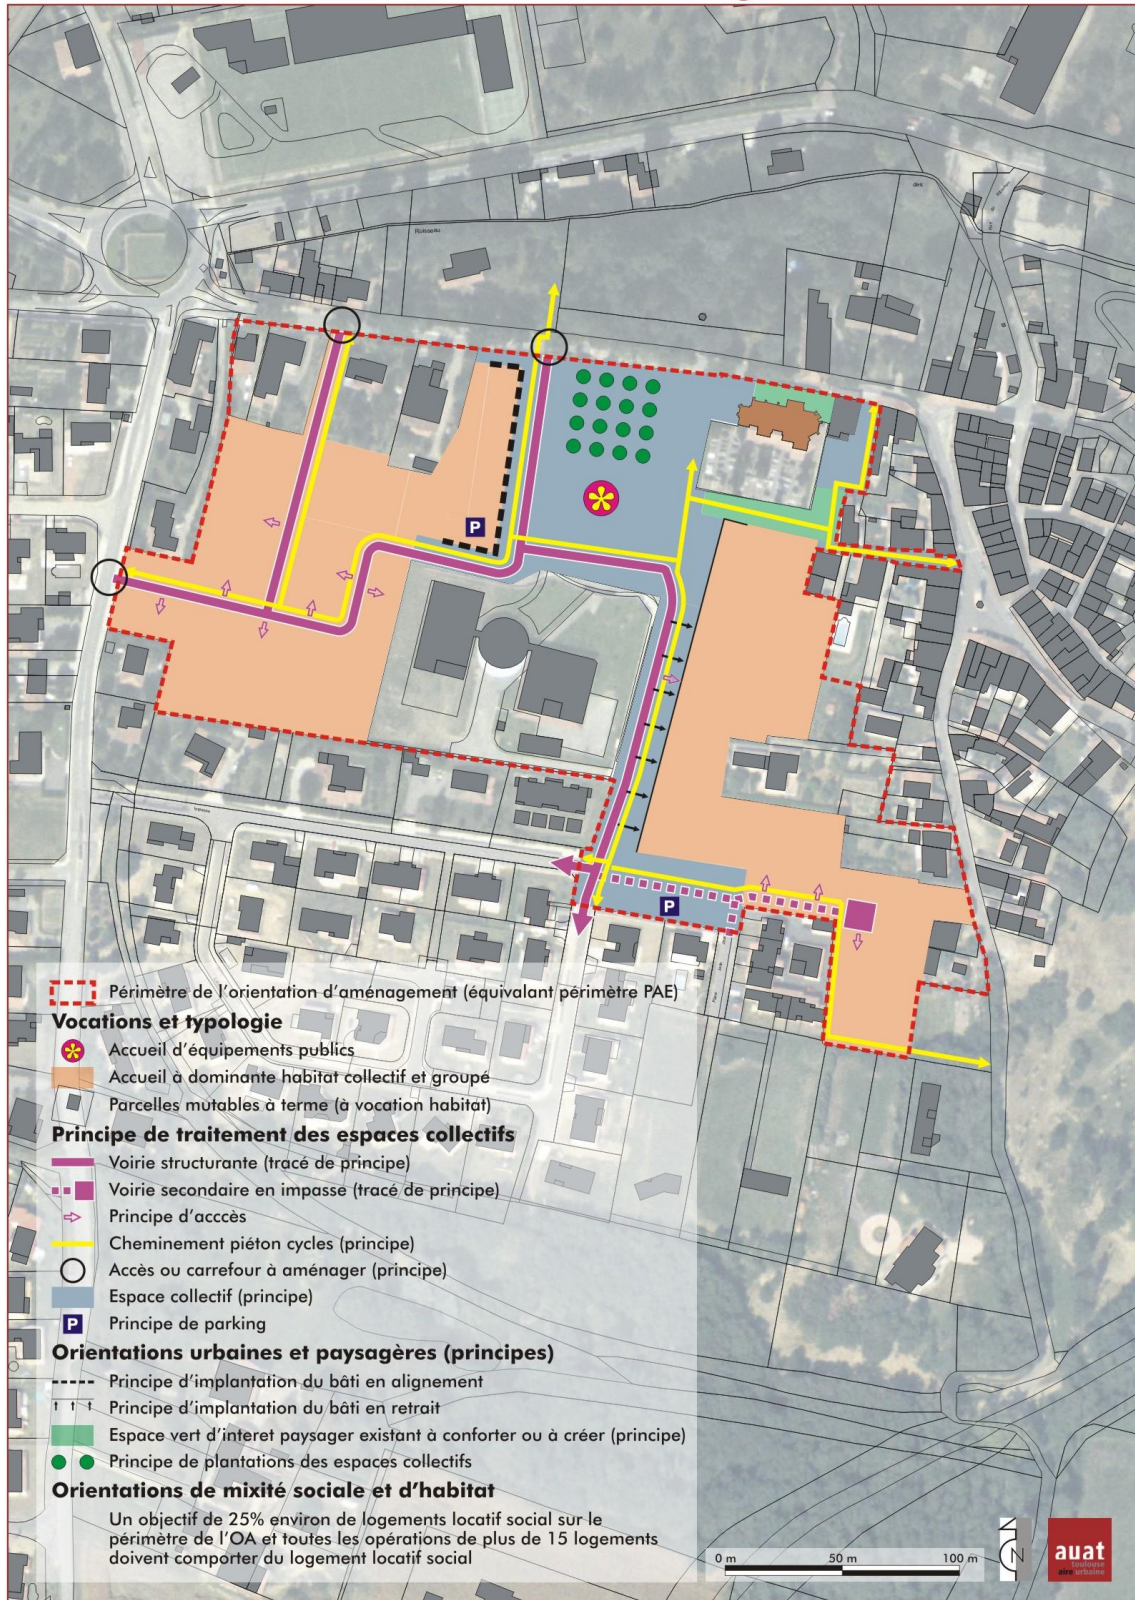 Ruisseau
P
P
Périmètre de l'orientation d'aménagement (équivalant périmètre PAE)
Vocations et typologie
Accueil d'équipements publics
Accueil à dominante habitat collectif et groupé
Parcelles mutables à terme (à vocation habitat)
Principe de traitement des espaces collectifs
Voirie structurante (tracé de principe)
Voirie secondaire en impasse (tracé de principe)
Principe d'acccès
Cheminement piéton cycles (principe)
Accès ou carrefour à aménager (principe)
Espace collectif (principe)
P Principe de parking
Orientations urbaines et paysagères (principes)
Principe d'implantation du bâti en alignement
Principe d'implantation du bâti en retrait
Espace vert d'interet paysager existant à conforter ou à créer (principe)
Principe de plantations des espaces collectifs
Orientations de mixité sociale et d'habitat
Un objectif de 25% environ de logements locatif social sur le
périmètre de l'OA et toutes les opérations de plus de 15 logements
doivent comporter du logement locatif social
0 m 50 m 100 m
N
auat
toulouse
aire urbaine